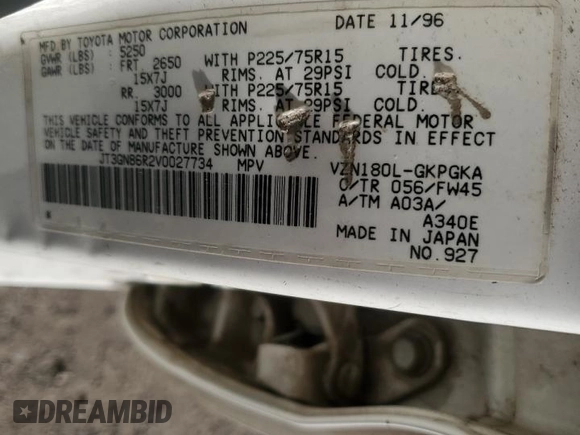 MFD BY TOYOTA MOTOR CORPORATION DATE 11/96
GVWR (LBS) : 5250
GAWR (LBS) : FRT. 2650 WITH P225/75R15 TIRES.
15X7J RIMS. AT 29PSI COLD.
RR. 3000 WITH P225/75R15
15X7J RIMS. AT 29PSI COLD.
THIS VEHICLE CONFORMS TO ALL APPLICABLE FEDERAL MOTOR
VEHICLE SAFETY AND THEFT PREVENTION STANDARDS IN EFFECT
ON THE DATE OF MANUFACTURE SHOWN ABOVE.
JT3GN86R2V0027734 MPV VZN180L-GKPGKA
C/TR 056/FW45
A/TM A03A/
A340E
MADE IN JAPAN
NO.927
DREAMBID